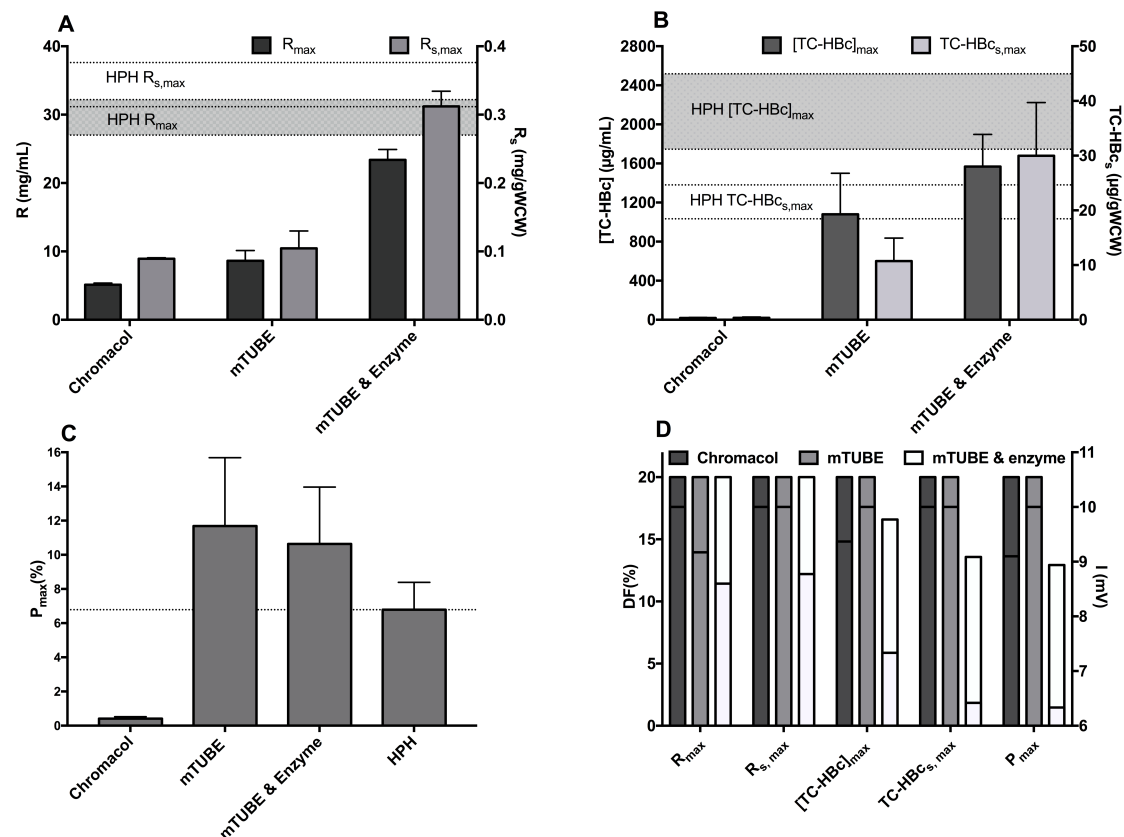 A
R_max
R_s,max
40
30
20
10
0
R (mg/mL)
HPH R_s,max
HPH R_max
0.4
0.3
0.2
0.1
0.0
R_s (mg/gWCW)
Chromacol
mTUBE
mTUBE & Enzyme
B
[TC-HBc]_max
TC-HBc_s,max
2800
2400
2000
1600
1200
800
400
0
[TC-HBc] (µg/mL)
HPH [TC-HBc]_max
HPH TC-HBc_s,max
50
40
30
20
10
0
TC-HBc_s (µg/gWCW)
Chromacol
mTUBE
mTUBE & Enzyme
C
16
14
12
10
8
6
4
2
0
P_max(%)
Chromacol
mTUBE
mTUBE & Enzyme
HPH
D
Chromacol
mTUBE
mTUBE & enzyme
20
15
10
5
0
DF(%)
11
10
9
8
7
6
I (mV)
R_max
R_s, max
[TC-HBc]_max
TC-HBc_s, max
P_max